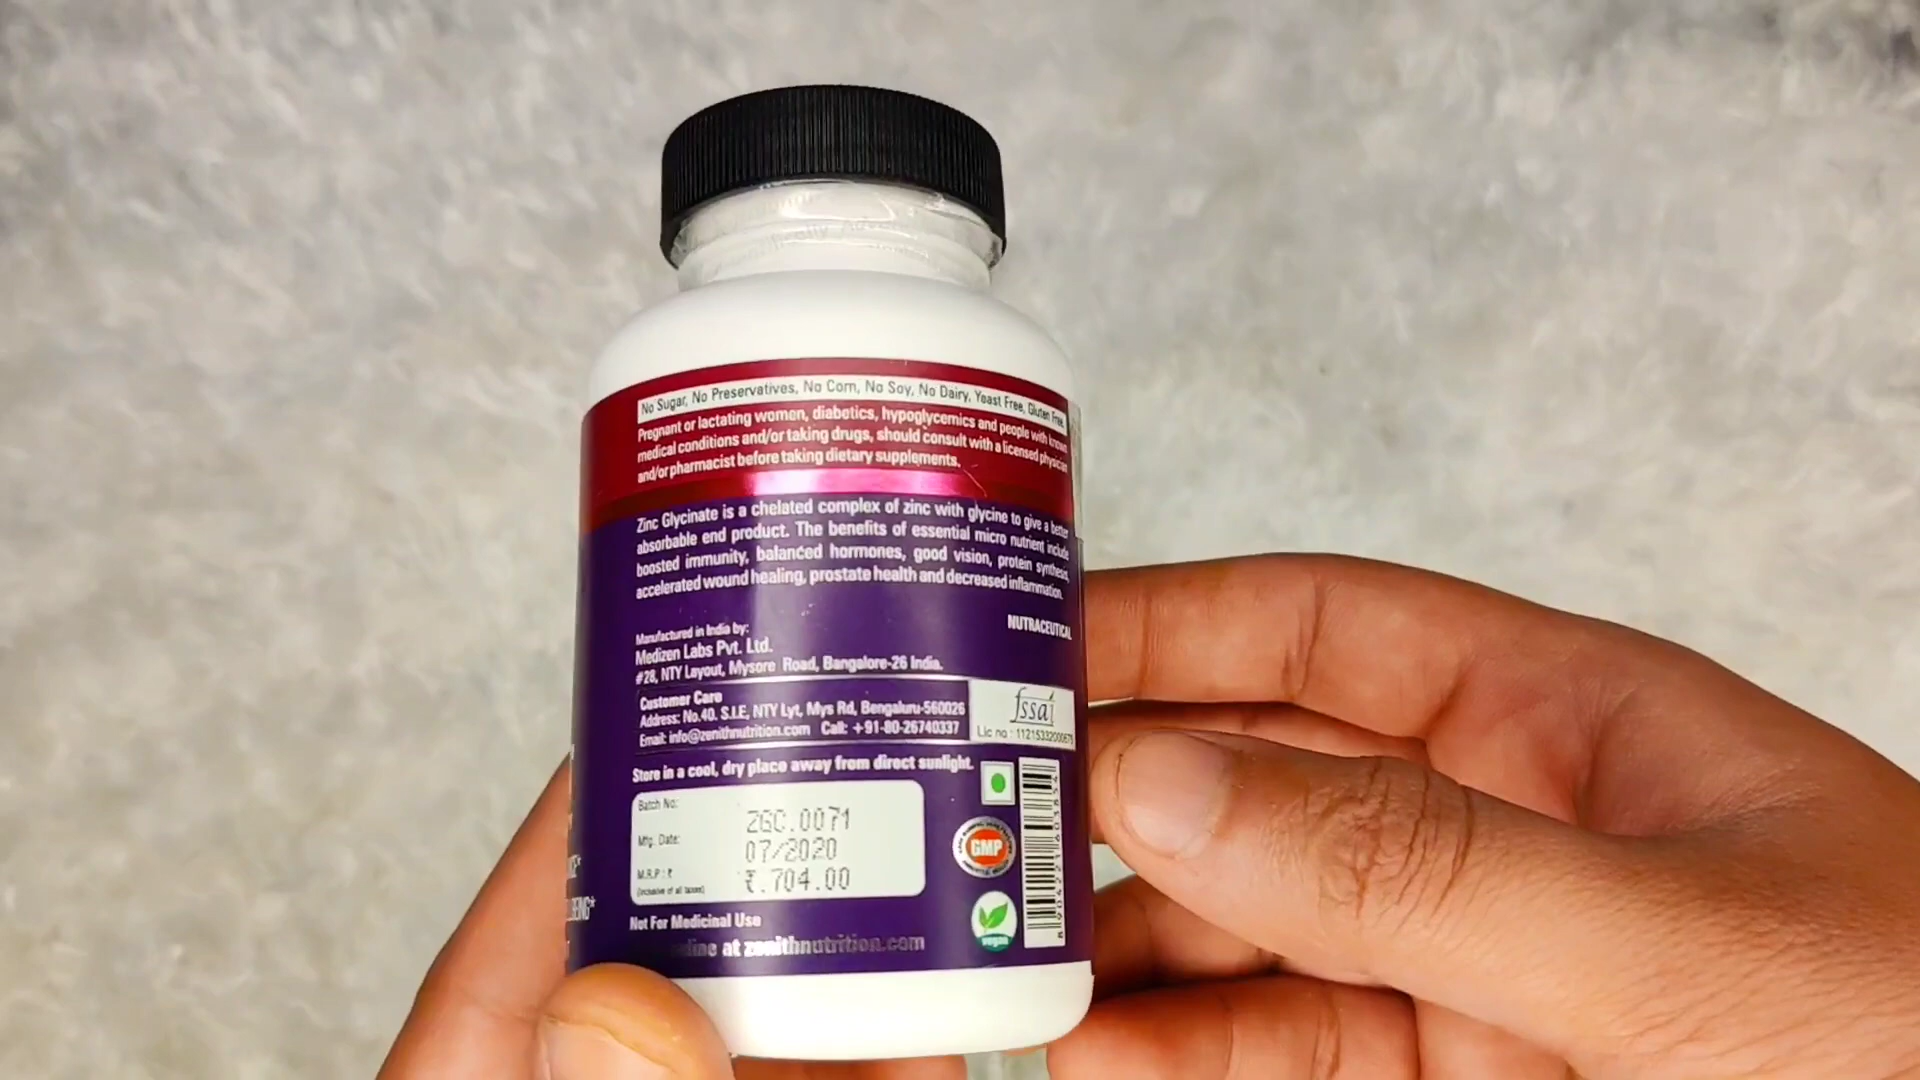 No Sugar, No Preservatives, No Corn, No Soy, No Dairy, Yeast Free, Gluten Free.
Pregnant or lactating women, diabetics, hypoglycemics and people with known
medical conditions and/or taking drugs, should consult with a licensed physician
and/or pharmacist before taking dietary supplements.
Zinc Glycinate is a chelated complex of zinc with glycine to give a better
absorbable end product. The benefits of essential micro nutrient include
boosted immunity, balanced hormones, good vision, protein synthesis,
accelerated wound healing, prostate health and decreased inflammation.
NUTRACEUTICAL
Manufactured in India by:
Medizen Labs Pvt. Ltd.
#28, NTY Layout, Mysore Road, Bangalore-26 India.
Customer Care
Address: No.40. S.I.E, NTY Lyt, Mys Rd, Bengaluru-560026
Email: info@zenithnutrition.com Call: +91-80-26740337
fssai
Lic no :
Store in a cool, dry place away from direct sunlight.
Batch No: ZGC.0071
Mfg. Date: 07/2020
M.R.P : ₹ ₹.704.00
(inclusive of all taxes)
GMP
vegan
Not For Medicinal Use
at zenithnutrition.com